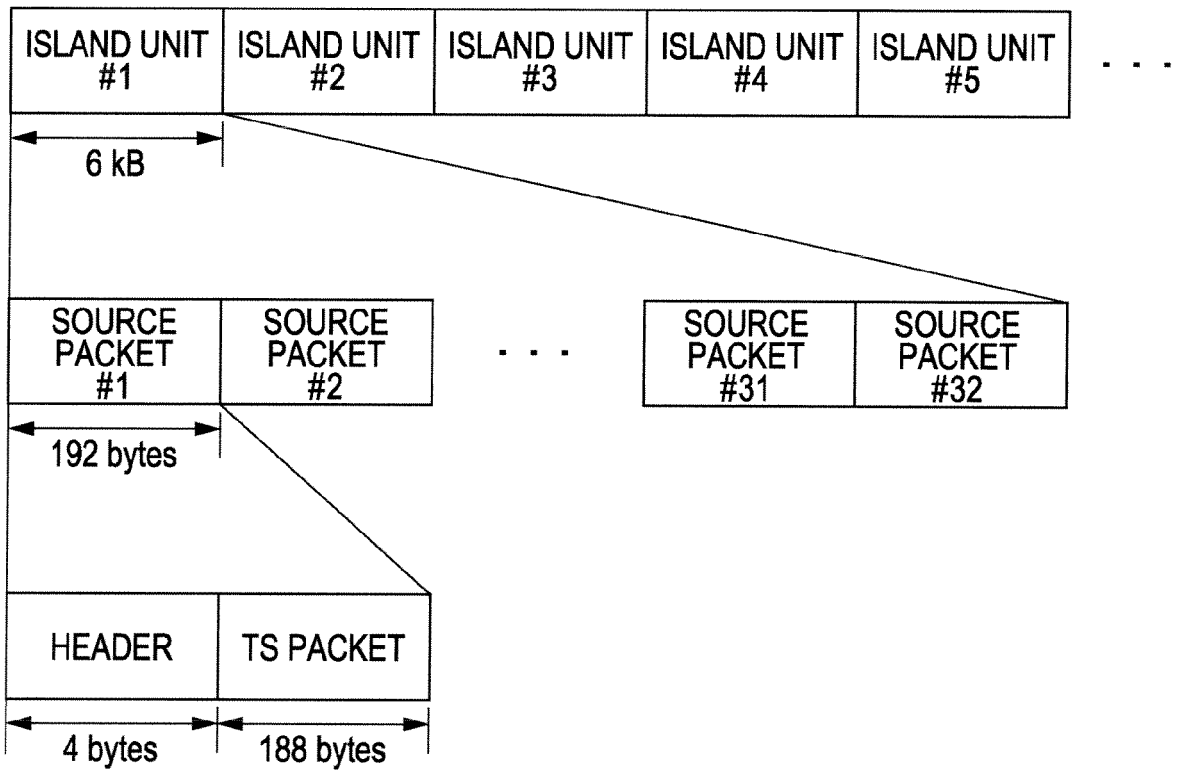 ISLAND UNIT #1
ISLAND UNIT #2
ISLAND UNIT #3
ISLAND UNIT #4
ISLAND UNIT #5
. . .
6 kB
SOURCE PACKET #1
SOURCE PACKET #2
. . .
SOURCE PACKET #31
SOURCE PACKET #32
192 bytes
HEADER
TS PACKET
4 bytes
188 bytes